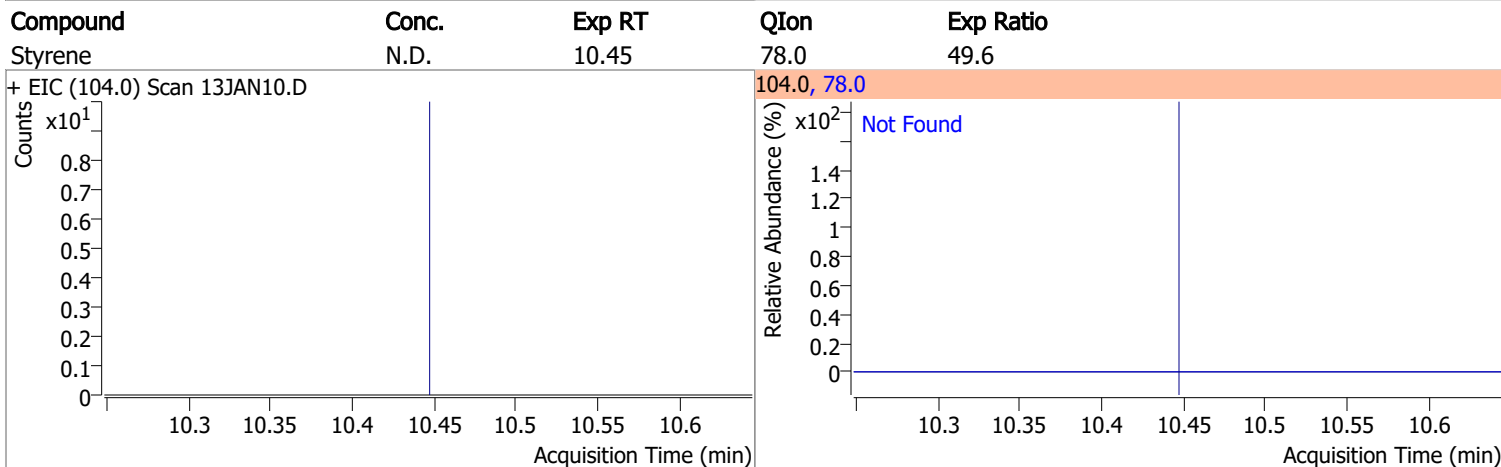 Compound Conc. Exp RT QIon Exp Ratio
Styrene N.D. 10.45 78.0 49.6
+ EIC (104.0) Scan 13JAN10.D
Counts
x10¹
0.8
0.7
0.6
0.5
0.4
0.3
0.2
0.1
0
10.3 10.35 10.4 10.45 10.5 10.55 10.6
Acquisition Time (min)
104.0, 78.0
Relative Abundance (%)
x10²
Not Found
1.4
1.2
1
0.8
0.6
0.4
0.2
0
10.3 10.35 10.4 10.45 10.5 10.55 10.6
Acquisition Time (min)